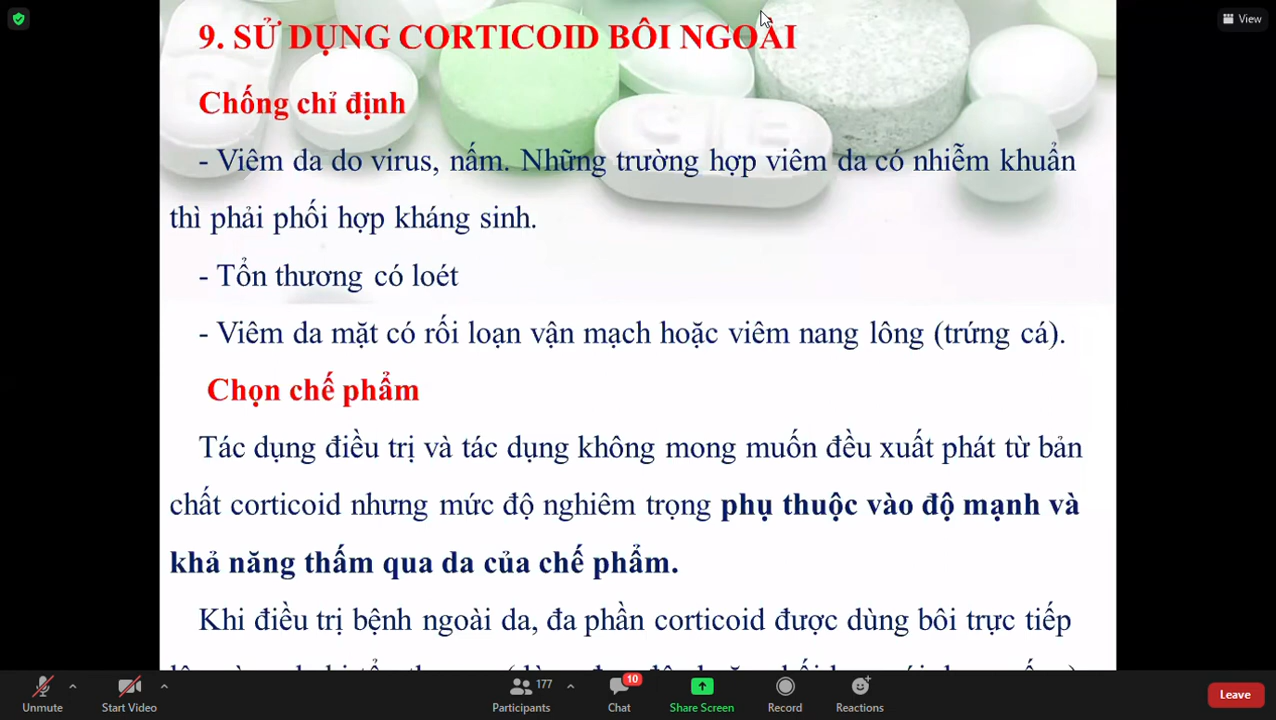 View
9. SỬ DỤNG CORTICOID BÔI NGOÀI
Chống chỉ định
- Viêm da do virus, nấm. Những trường hợp viêm da có nhiễm khuẩn
thì phải phối hợp kháng sinh.
- Tổn thương có loét
- Viêm da mặt có rối loạn vận mạch hoặc viêm nang lông (trứng cá).
Chọn chế phẩm
Tác dụng điều trị và tác dụng không mong muốn đều xuất phát từ bản
chất corticoid nhưng mức độ nghiêm trọng phụ thuộc vào độ mạnh và
khả năng thấm qua da của chế phẩm.
Khi điều trị bệnh ngoài da, đa phần corticoid được dùng bôi trực tiếp
177 10
Unmute Start Video Participants Chat Share Screen Record Reactions Leave